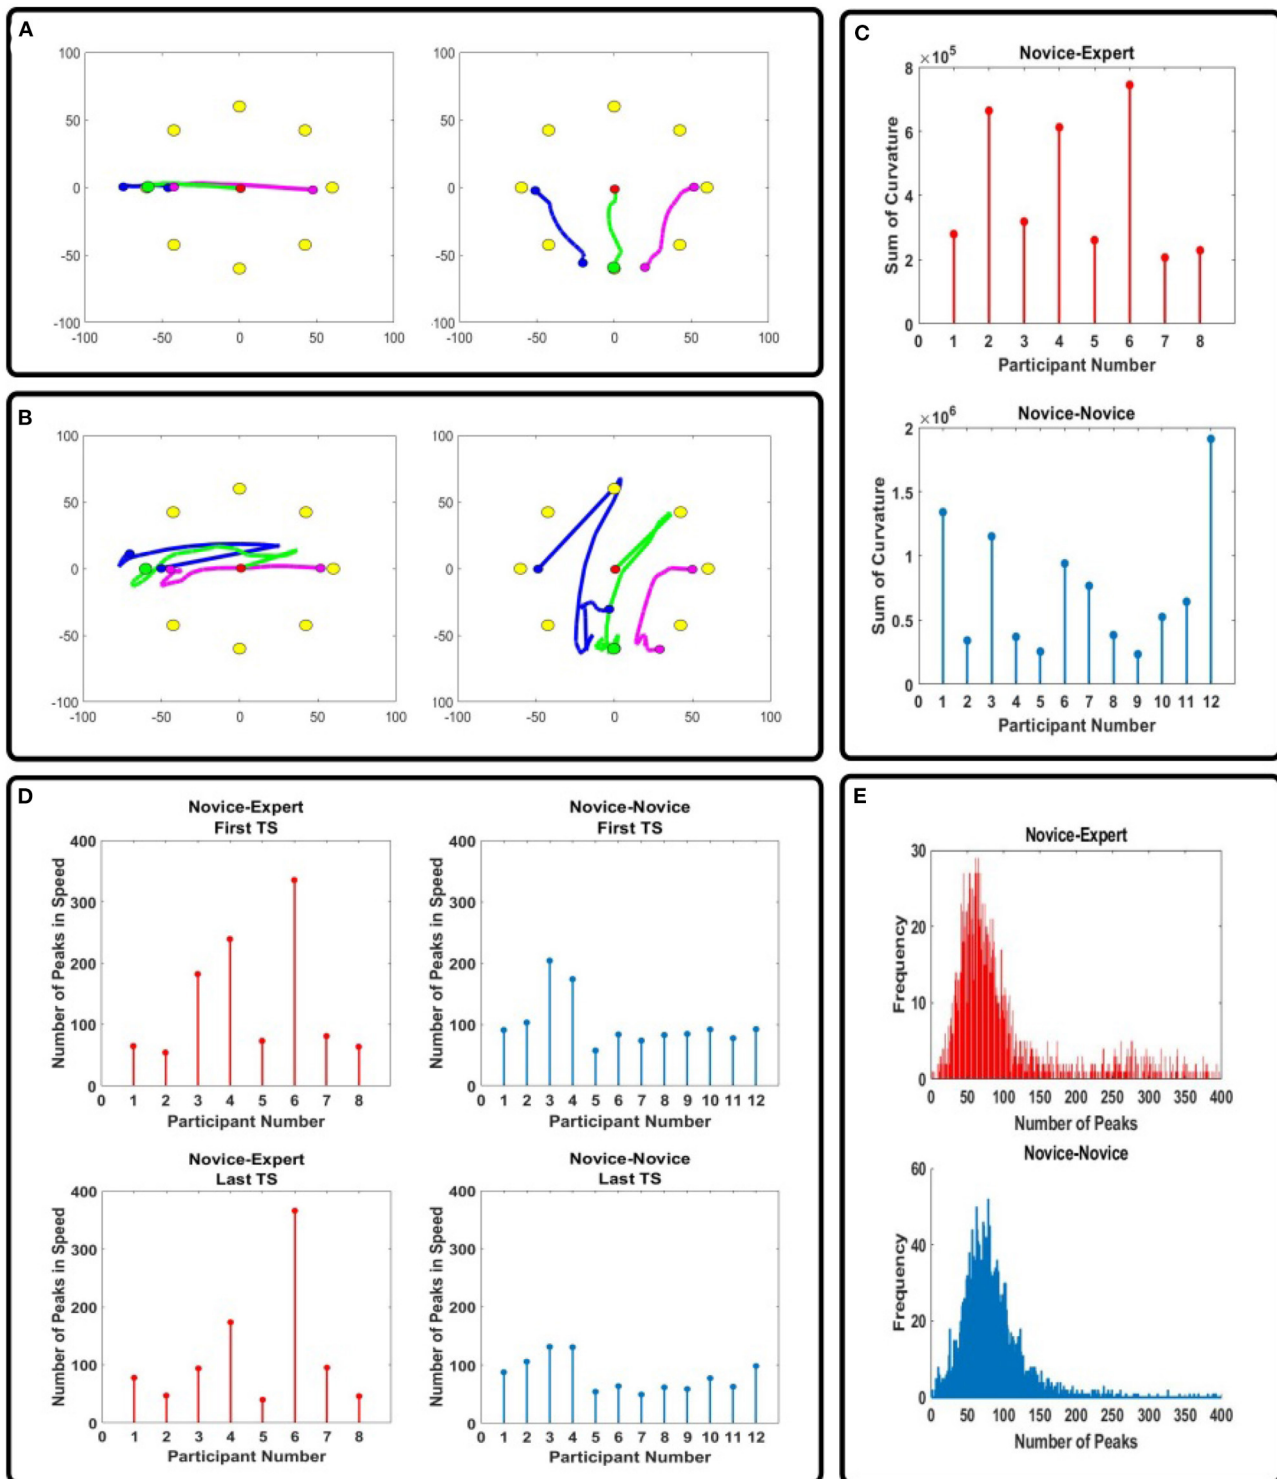 A
100
50
0
-50
-100
-100 -50 0 50 100
100
50
0
-50
·100
-100 -50 0 50 100
B
100
50
0
-50
-100
-100 -50 0 50 100
100
50
0
-50
100
-100 -50 0 50 100
C
Novice-Expert
×10⁵
8
6
4
2
0
Sum of Curvature
0 1 2 3 4 5 6 7 8
Participant Number
Novice-Novice
×10⁶
2
1.5
1
0.5
0
Sum of Curvature
0 1 2 3 4 5 6 7 8 9 10 11 12
Participant Number
D
Novice-Expert
First TS
400
300
200
100
0
Number of Peaks in Speed
0 1 2 3 4 5 6 7 8
Participant Number
Novice-Novice
First TS
400
300
200
100
0
Number of Peaks in Speed
0 1 2 3 4 5 6 7 8 9 10 11 12
Participant Number
Novice-Expert
Last TS
400
300
200
100
0
Number of Peaks in Speed
0 1 2 3 4 5 6 7 8
Participant Number
Novice-Novice
Last TS
400
300
200
100
0
Number of Peaks in Speed
0 1 2 3 4 5 6 7 8 9 10 11 12
Participant Number
E
Novice-Expert
30
20
10
0
Frequency
0 50 100 150 200 250 300 350 400
Number of Peaks
Novice-Novice
60
40
20
0
Frequency
0 50 100 150 200 250 300 350 400
Number of Peaks